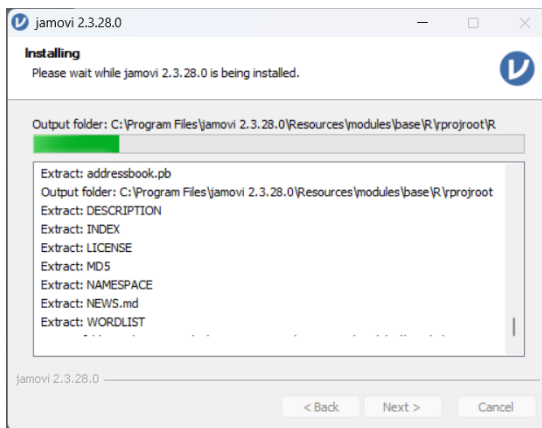 jamovi 2.3.28.0
Installing
Please wait while jamovi 2.3.28.0 is being installed.
Output folder: C:\Program Files\jamovi 2.3.28.0\Resources\modules\base\R\rprojroot\R
Extract: addressbook.pb
Output folder: C:\Program Files\jamovi 2.3.28.0\Resources\modules\base\R\rprojroot
Extract: DESCRIPTION
Extract: INDEX
Extract: LICENSE
Extract: MD5
Extract: NAMESPACE
Extract: NEWS.md
Extract: WORDLIST
jamovi 2.3.28.0
< Back Next > Cancel